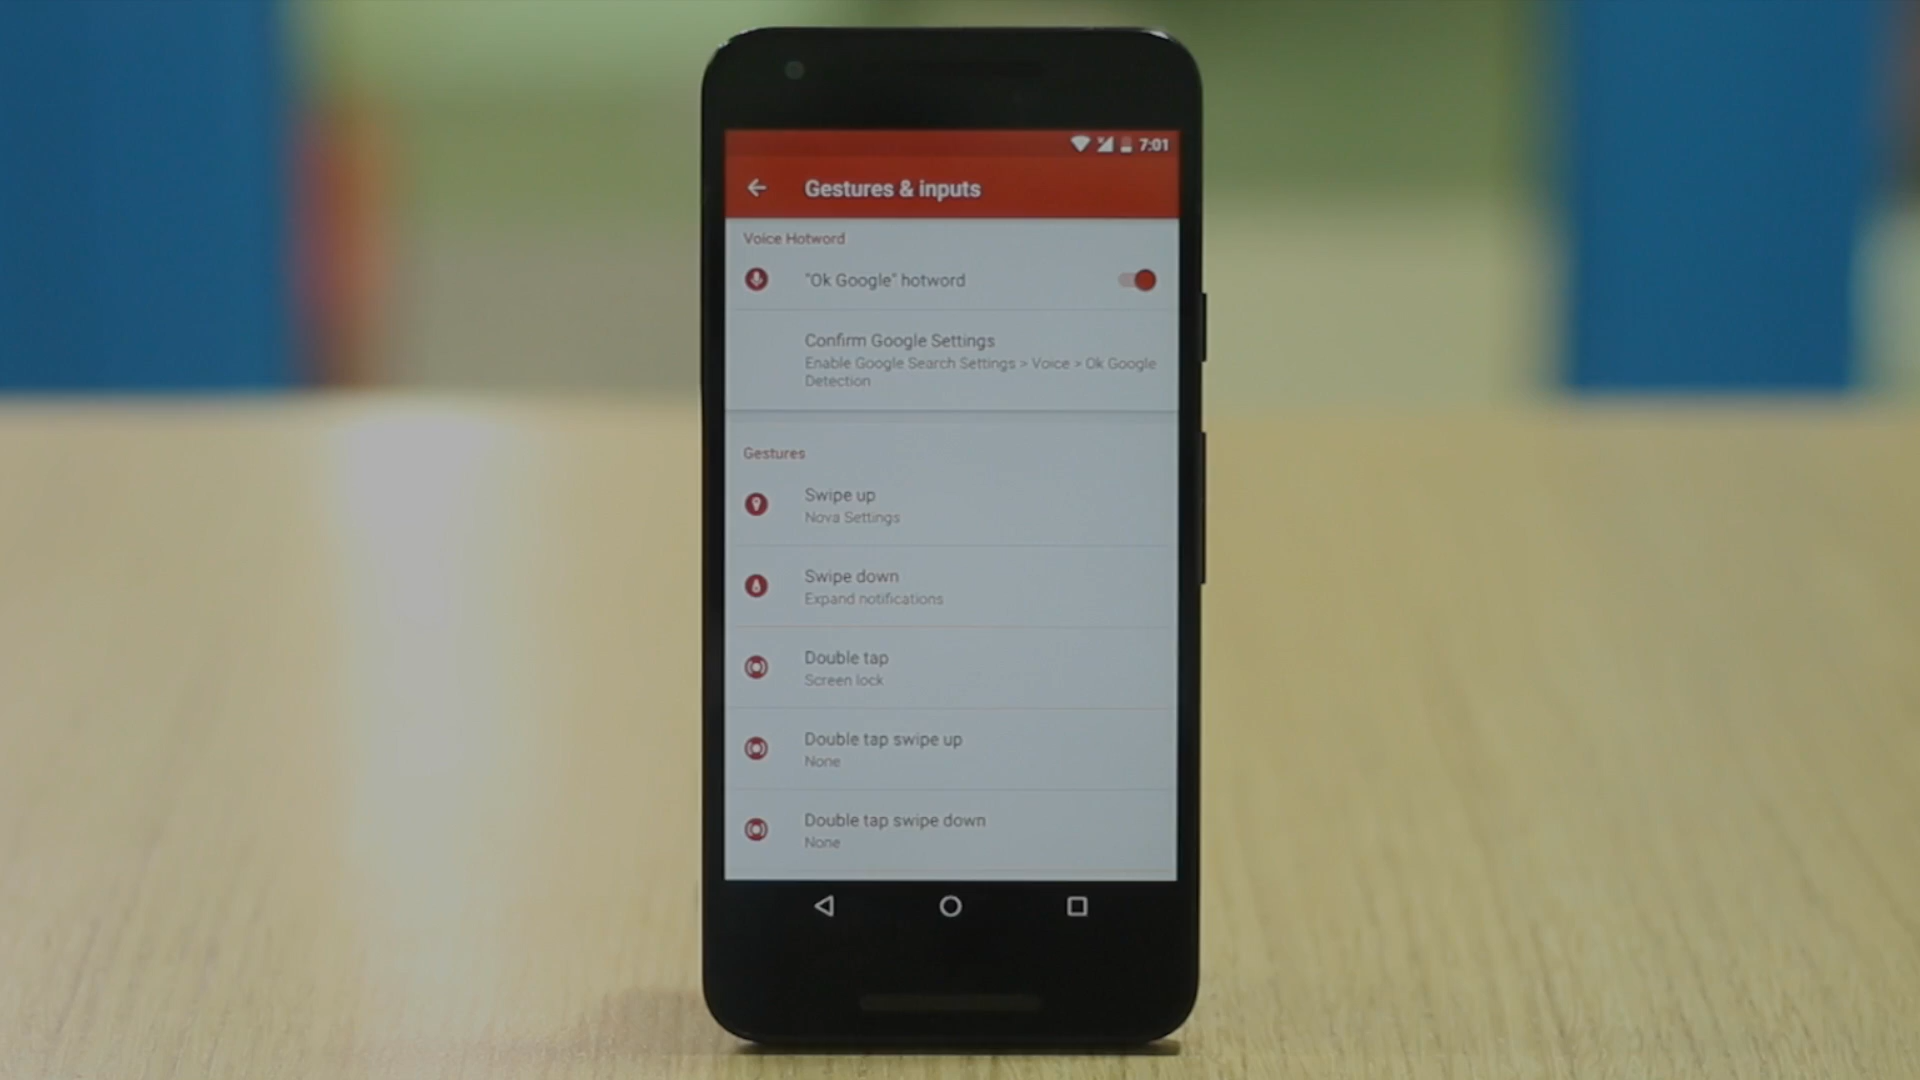 7:01
Gestures & inputs
Voice Hotword
"Ok Google" hotword
Confirm Google Settings
Enable Google Search Settings > Voice > Ok Google
Detection
Gestures
Swipe up
Nova Settings
Swipe down
Expand notifications
Double tap
Screen lock
Double tap swipe up
None
Double tap swipe down
None